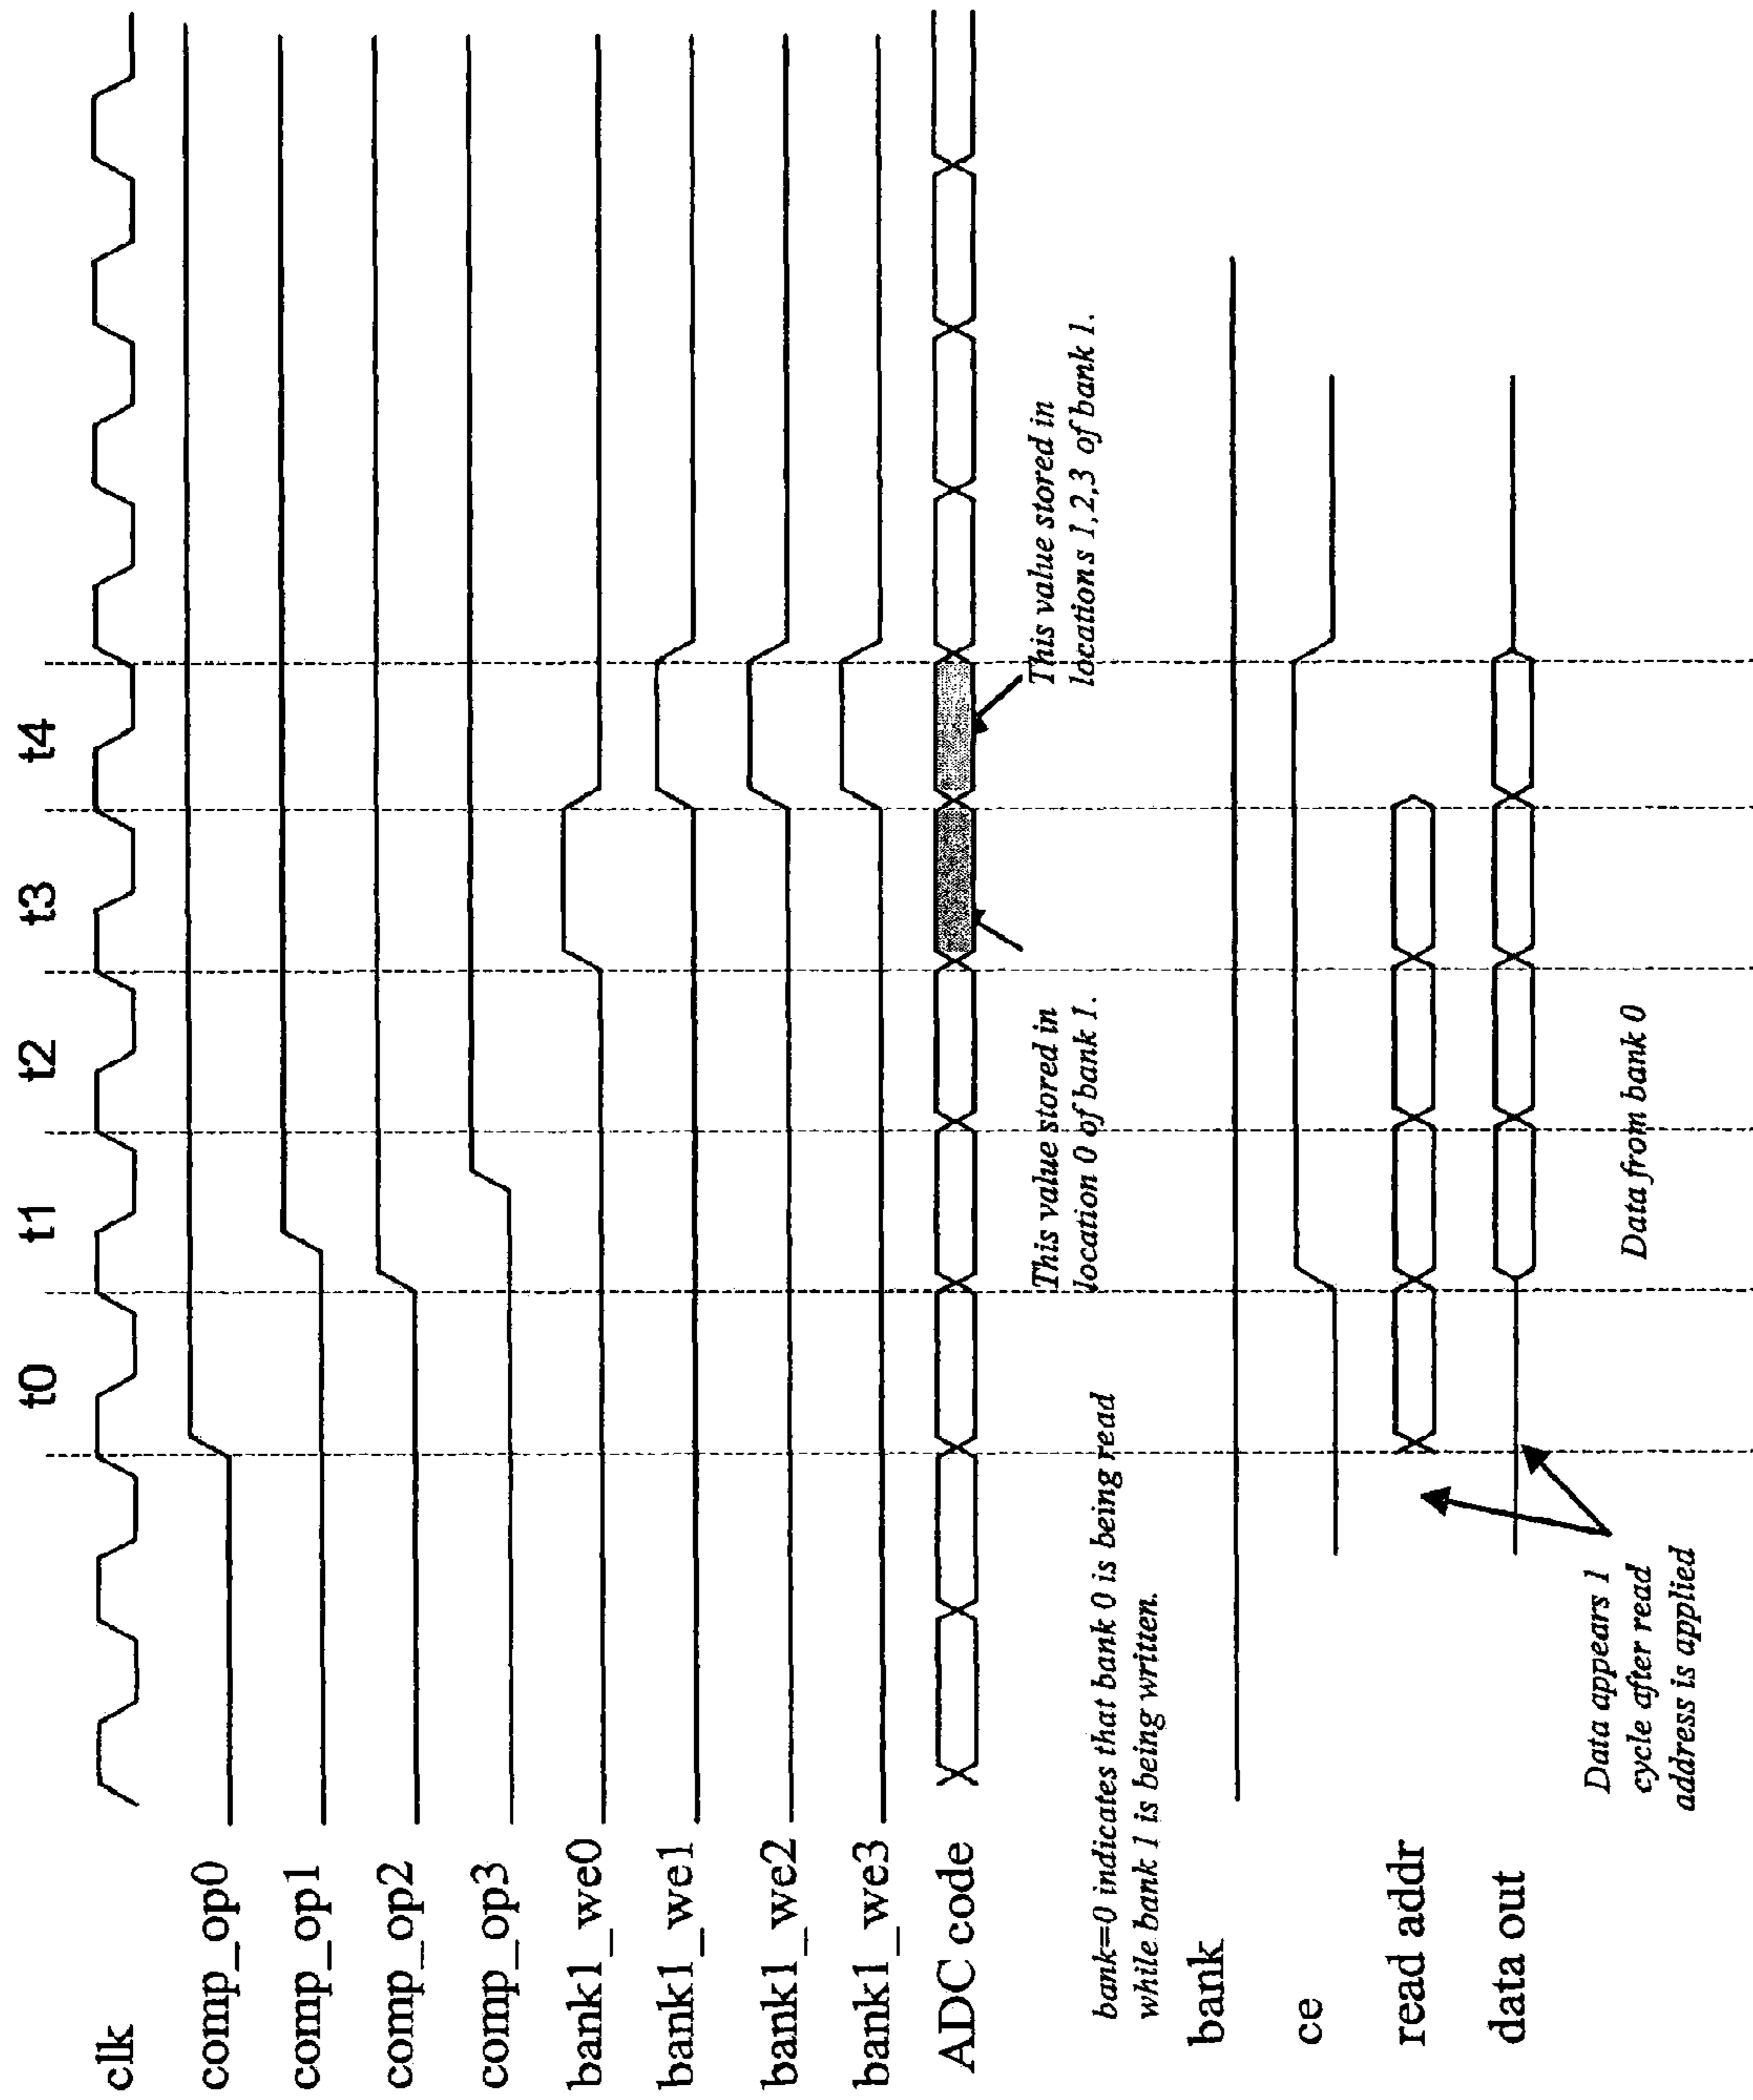 t0 t1 t2 t3 t4
clk
comp_op0
comp_op1
comp_op2
comp_op3
bank1_we0
bank1_we1
bank1_we2
bank1_we3
ADC code
This value stored in
location 0 of bank 1.
This value stored in
locations 1,2,3 of bank 1.
bank=0 indicates that bank 0 is being read
while bank 1 is being written.
bank
ce
read addr
data out
Data appears 1
cycle after read
address is applied
Data from bank 0